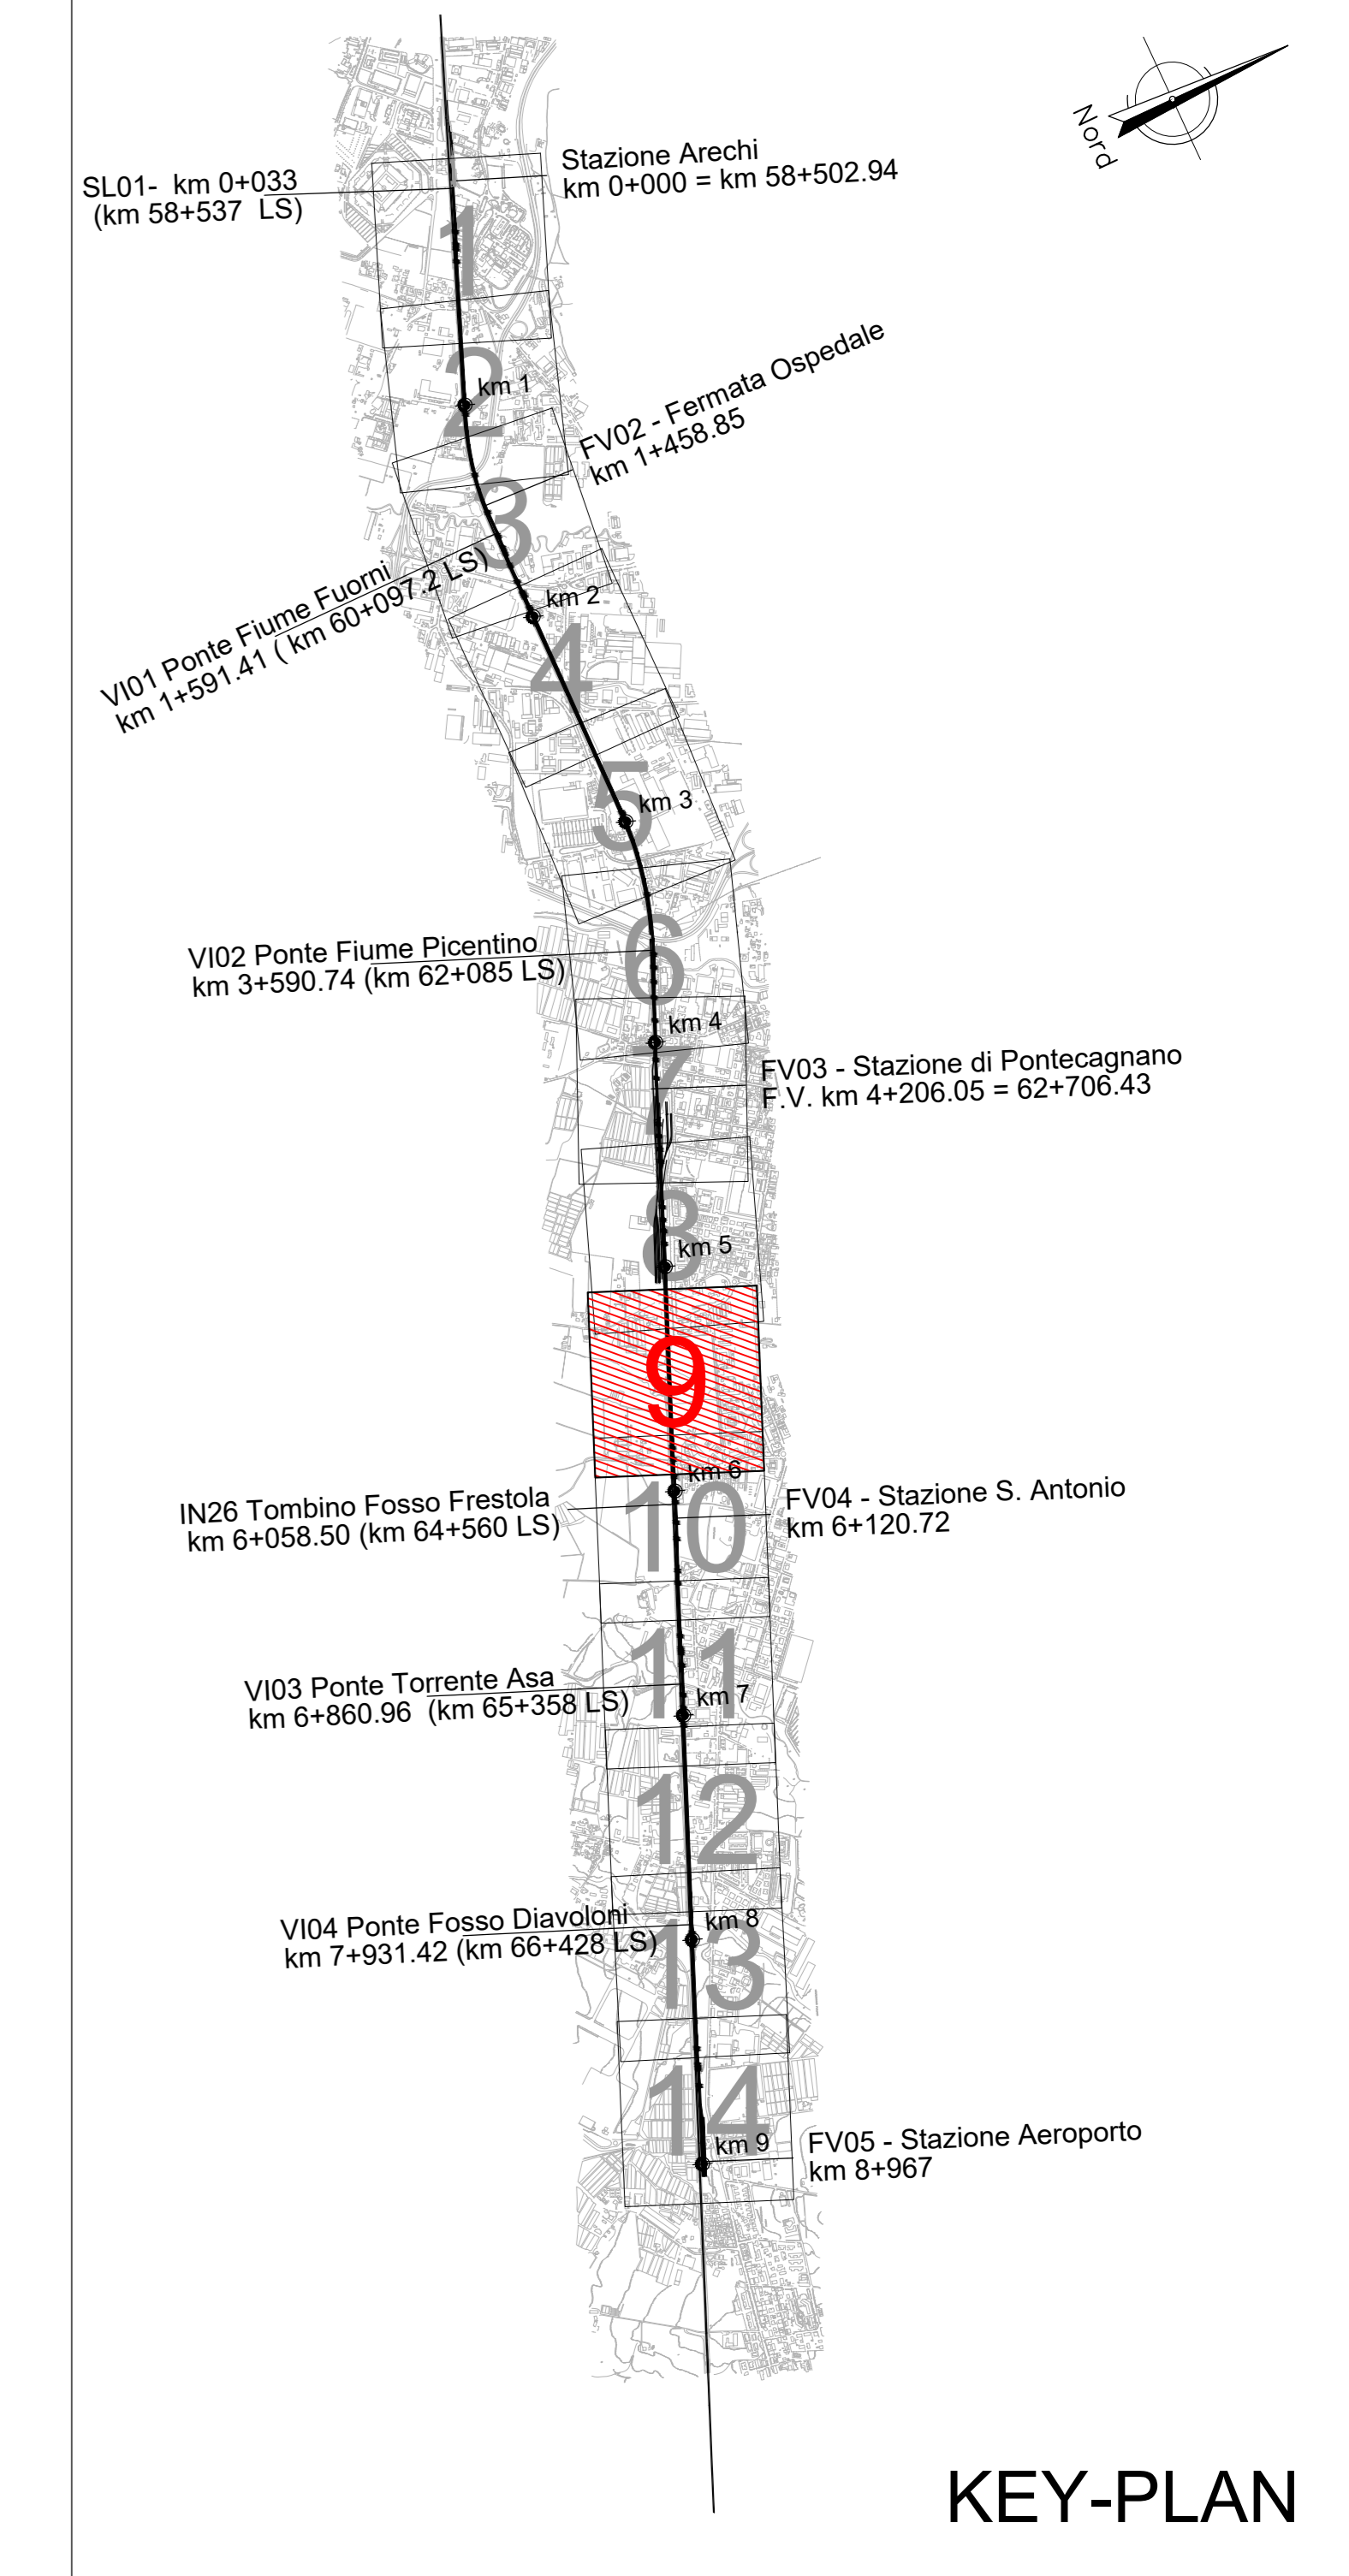 Nord
Stazione Arechi
km 0+000 = km 58+502.94
SL01-  km 0+033
(km 58+537  LS)
1
2
km 1
FV02 - Fermata Ospedale
km 1+458.85
3
VI01 Ponte Fiume Fuorni
km 1+591.41 ( km 60+097.2 LS)
km 2
4
5
km 3
6
VI02 Ponte Fiume Picentino
km 3+590.74 (km 62+085 LS)
km 4
7
FV03 - Stazione di Pontecagnano
F.V. km 4+206.05 = 62+706.43
8
km 5
9
km 6
10
IN26 Tombino Fosso Frestola
km 6+058.50 (km 64+560 LS)
FV04 - Stazione S. Antonio
km 6+120.72
11
VI03 Ponte Torrente Asa
km 6+860.96  (km 65+358 LS)
km 7
12
VI04 Ponte Fosso Diavoloni
km 7+931.42 (km 66+428 LS)
km 8
13
14
km 9
FV05 - Stazione Aeroporto
km 8+967
KEY-PLAN